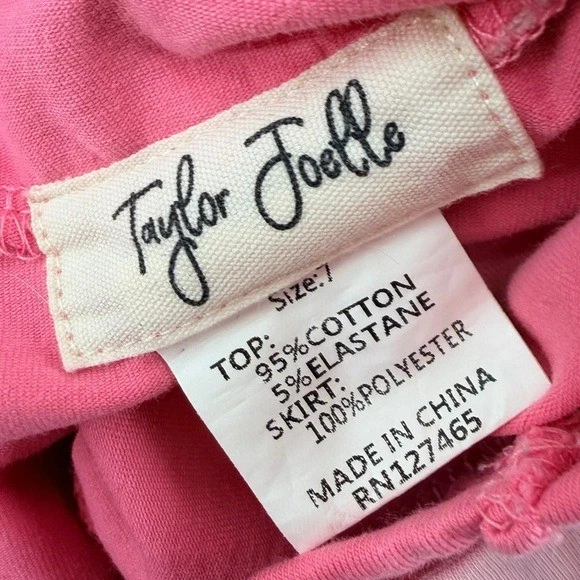 Taylor Joelle
Size:7
TOP:
95%COTTON
5%ELASTANE
SKIRT:
100%POLYESTER
MADE IN CHINA
RN127465